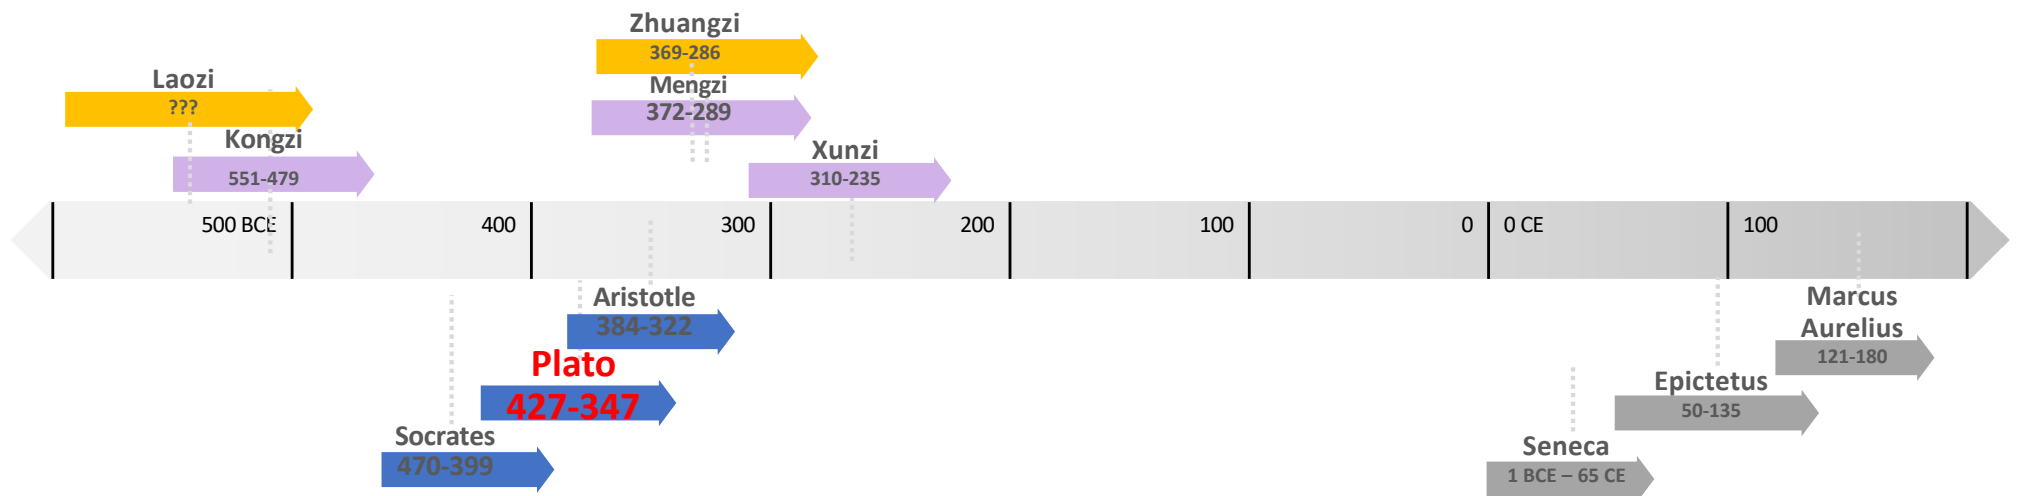 Zhuangzi
369-286
Laozi
???
Mengzi
372-289
Kongzi
551-479
Xunzi
310-235
500 BCE
400
300
200
100
0
0 CE
100
Aristotle
384-322
Plato
427-347
Socrates
470-399
Marcus
Aurelius
121-180
Epictetus
50-135
Seneca
1 BCE – 65 CE